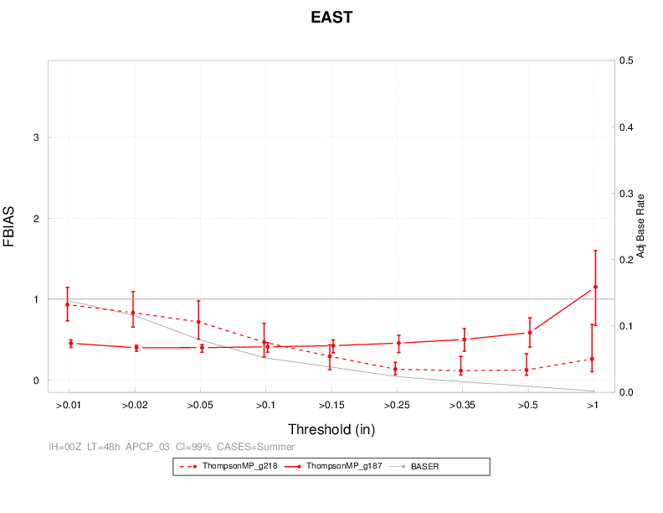 EAST
FBIAS
3
2
1
0
0.5
0.4
0.3
0.2
0.1
0.0
Adj Base Rate
>0.01 >0.02 >0.05 >0.1 >0.15 >0.25 >0.35 >0.5 >1
Threshold (in)
IH=00Z LT=48h APCP_03 CI=99% CASES=Summer
ThompsonMP_g218 ThompsonMP_g187 BASER